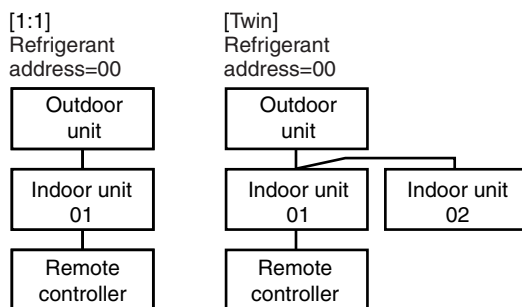 [1:1]
Refrigerant
address=00
Outdoor
unit
Indoor unit
01
Remote
controller
[Twin]
Refrigerant
address=00
Outdoor
unit
Indoor unit
01
Indoor unit
02
Remote
controller